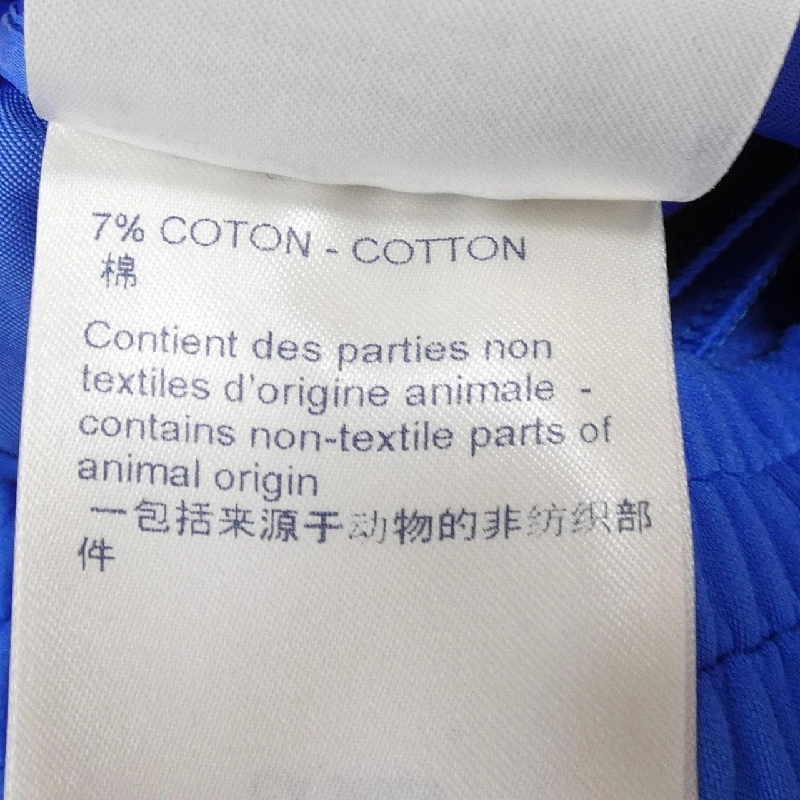 7% COTON - COTTON
棉
Contient des parties non
textiles d'origine animale -
contains non-textile parts of
animal origin
一包括来源于动物的非纺织部
件